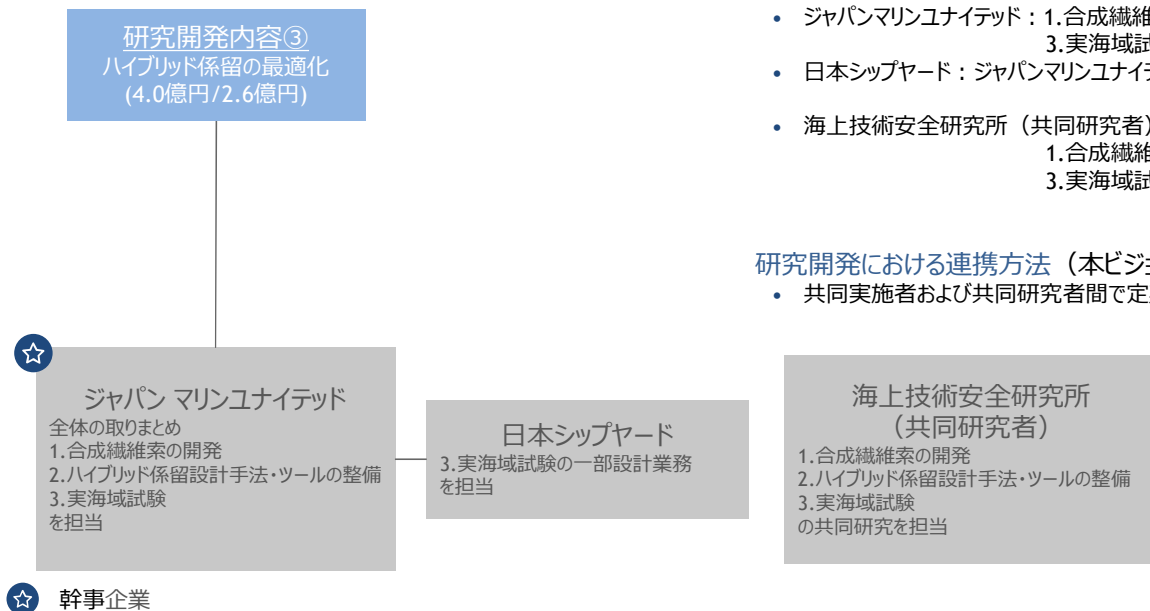 研究開発内容③
ハイブリッド係留の最適化
(4.0億円/2.6億円)
• ジャパンマリンユナイテッド：1.合成繊維
3.実海域試
• 日本シップヤード：ジャパンマリンユナイ
• 海上技術安全研究所（共同研究者）
1.合成繊維
3.実海域試
研究開発における連携方法（本ビジ
• 共同実施者および共同研究者間で定
ジャパン マリンユナイテッド
全体の取りまとめ
1.合成繊維索の開発
2.ハイブリッド係留設計手法・ツールの整備
3.実海域試験
を担当
日本シップヤード
3.実海域試験の一部設計業務
を担当
海上技術安全研究所
（共同研究者）
1.合成繊維索の開発
2.ハイブリッド係留設計手法・ツールの整備
3.実海域試験
の共同研究を担当
幹事企業